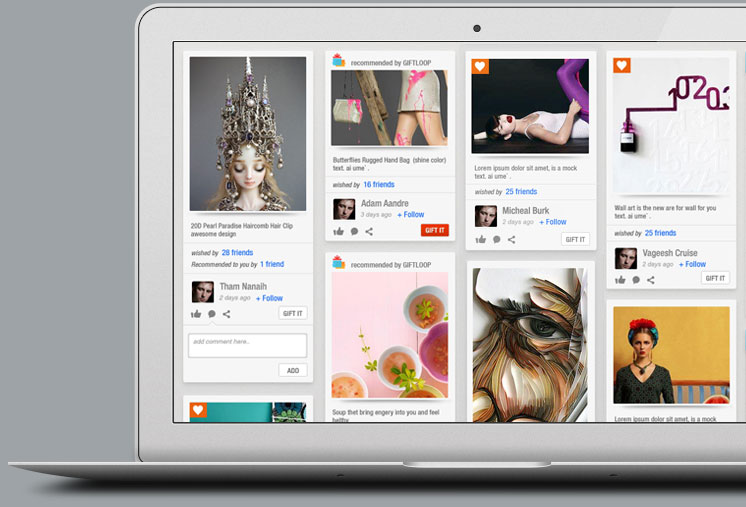 20D Pearl Paradise Haircomb Hair Clip
awesome design
wished by 28 friends
Recommended to you by 1 friend
Tham Nanaih
2 days ago + Follow
GIFT IT
add comment here..
ADD
recommended by GIFTLOOP
Butterflies Rugged Hand Bag (shine color)
text. ai ume` .
wished by 16 friends
Adam Aandre
3 days ago + Follow
GIFT IT
recommended by GIFTLOOP
Soup thet bring energy into you and feel
Lorem ipsum dolor sit amet, is a mock
text. ai ume` .
wished by 25 friends
Micheal Burk
2 days ago + Follow
GIFT IT
Wall art is the new are for wall for you
text. ai ume` .
wished by 25 friends
Vageesh Cruise
2 days ago + Follow
GIFT IT
Lorem ipsum dolor sit amet, is a mock